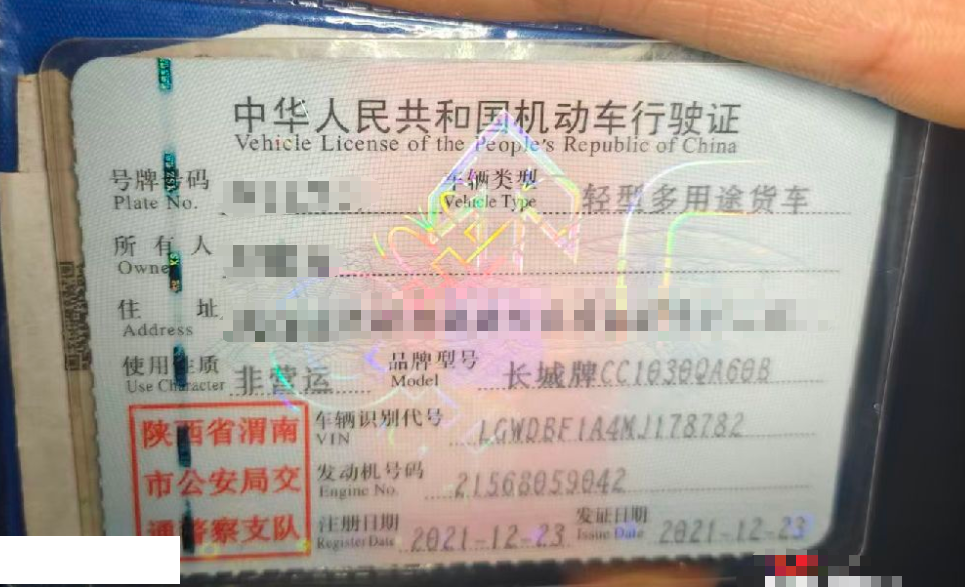 中华人民共和国机动车行驶证
Vehicle License of the People's Republic of China
号牌号码 车辆类型 轻型多用途货车
Plate No. Vehicle Type
所有人
Owner
住址
Address
使用性质 非营运 品牌型号 长城牌CC1030QA60B
Use Character Model
陕西省渭南
市公安局交
通警察支队
车辆识别代号 LGWDBF1A4MJ178782
VIN
发动机号码 21568059042
Engine No.
注册日期 2021-12-23 发证日期 2021-12-23
Register Date Issue Date